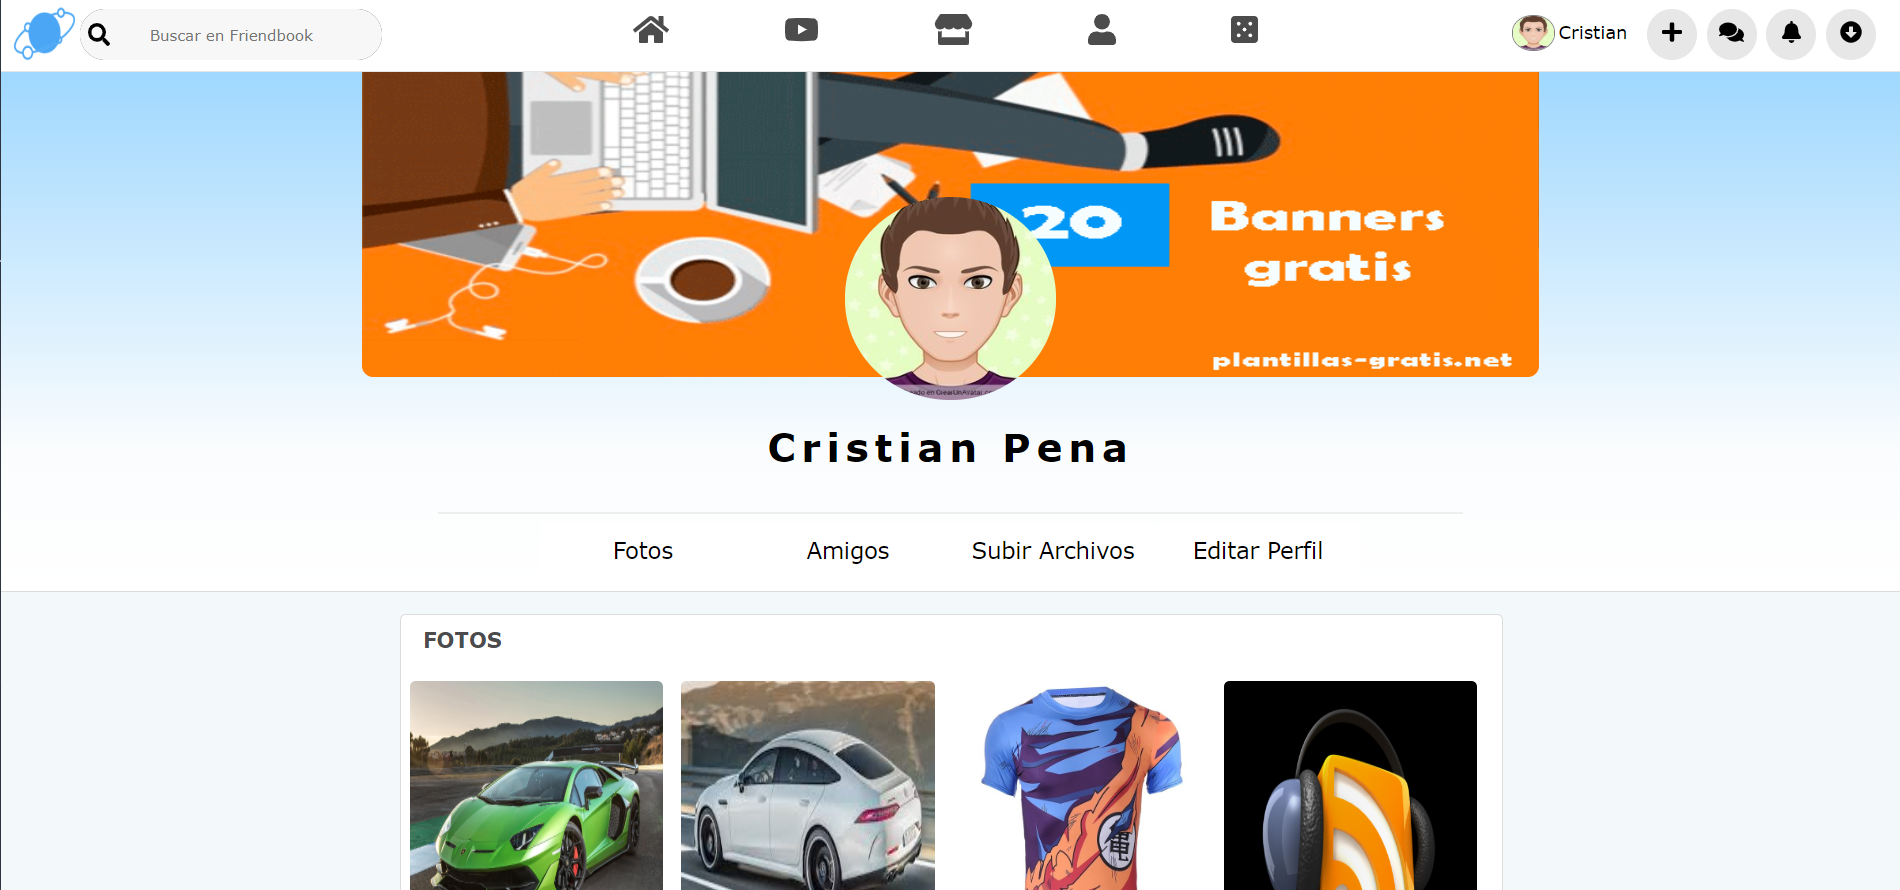 Buscar en Friendbook
Cristian
20
Banners
gratis
plantillas-gratis.net
Cristian Pena
Fotos
Amigos
Subir Archivos
Editar Perfil
FOTOS
亀